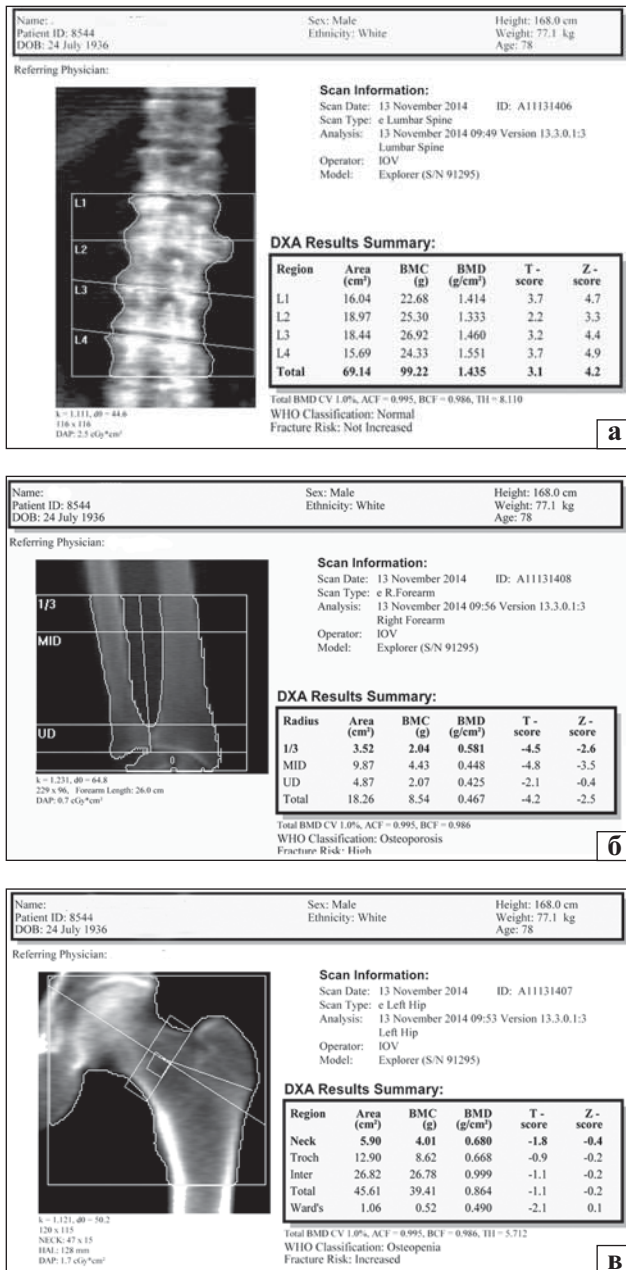 Name: .
Sex: Male
Height: 168.0 cm
Patient ID: 8544
Ethnicity: White
Weight: 77.1 kg
DOB: 24 July 1936
Age: 78
Referring Physician:
L1
L2
L3
L4
k = 1.111, d0 = 44.6
116 x 116
DAP: 2.5 cGy*cm²
Scan Information:
Scan Date: 13 November 2014 ID: A11131406
Scan Type: e Lumbar Spine
Analysis: 13 November 2014 09:49 Version 13.3.0.1:3
Lumbar Spine
Operator: IOV
Model: Explorer (S/N 91295)
DXA Results Summary:
Region Area (cm²) BMC (g) BMD (g/cm²) T - score Z - score
L1 16.04 22.68 1.414 3.7 4.7
L2 18.97 25.30 1.333 2.2 3.3
L3 18.44 26.92 1.460 3.2 4.4
L4 15.69 24.33 1.551 3.7 4.9
Total 69.14 99.22 1.435 3.1 4.2
Total BMD CV 1.0%, ACF = 0.995, BCF = 0.986, TH = 8.110
WHO Classification: Normal
Fracture Risk: Not Increased
а
Name:
Sex: Male
Height: 168.0 cm
Patient ID: 8544
Ethnicity: White
Weight: 77.1 kg
DOB: 24 July 1936
Age: 78
Referring Physician:
1/3
MID
UD
k = 1.231, d0 = 64.8
229 x 96, Forearm Length: 26.0 cm
DAP: 0.7 cGy*cm²
Scan Information:
Scan Date: 13 November 2014 ID: A11131408
Scan Type: e R.Forearm
Analysis: 13 November 2014 09:56 Version 13.3.0.1:3
Right Forearm
Operator: IOV
Model: Explorer (S/N 91295)
DXA Results Summary:
Radius Area (cm²) BMC (g) BMD (g/cm²) T - score Z - score
1/3 3.52 2.04 0.581 -4.5 -2.6
MID 9.87 4.43 0.448 -4.8 -3.5
UD 4.87 2.07 0.425 -2.1 -0.4
Total 18.26 8.54 0.467 -4.2 -2.5
Total BMD CV 1.0%, ACF = 0.995, BCF = 0.986
WHO Classification: Osteoporosis
Fracture Risk: High
б
Name:
Sex: Male
Height: 168.0 cm
Patient ID: 8544
Ethnicity: White
Weight: 77.1 kg
DOB: 24 July 1936
Age: 78
Referring Physician:
k = 1.121, d0 = 50.2
120 x 115
NECK: 47 x 15
HAL: 128 mm
DAP: 1.7 cGy*cm²
Scan Information:
Scan Date: 13 November 2014 ID: A11131407
Scan Type: e Left Hip
Analysis: 13 November 2014 09:53 Version 13.3.0.1:3
Left Hip
Operator: IOV
Model: Explorer (S/N 91295)
DXA Results Summary:
Region Area (cm²) BMC (g) BMD (g/cm²) T - score Z - score
Neck 5.90 4.01 0.680 -1.8 -0.4
Troch 12.90 8.62 0.668 -0.9 -0.2
Inter 26.82 26.78 0.999 -1.1 -0.2
Total 45.61 39.41 0.864 -1.1 -0.2
Ward's 1.06 0.52 0.490 -2.1 0.1
Total BMD CV 1.0%, ACF = 0.995, BCF = 0.986, TH = 5.712
WHO Classification: Osteopenia
Fracture Risk: Increased
в